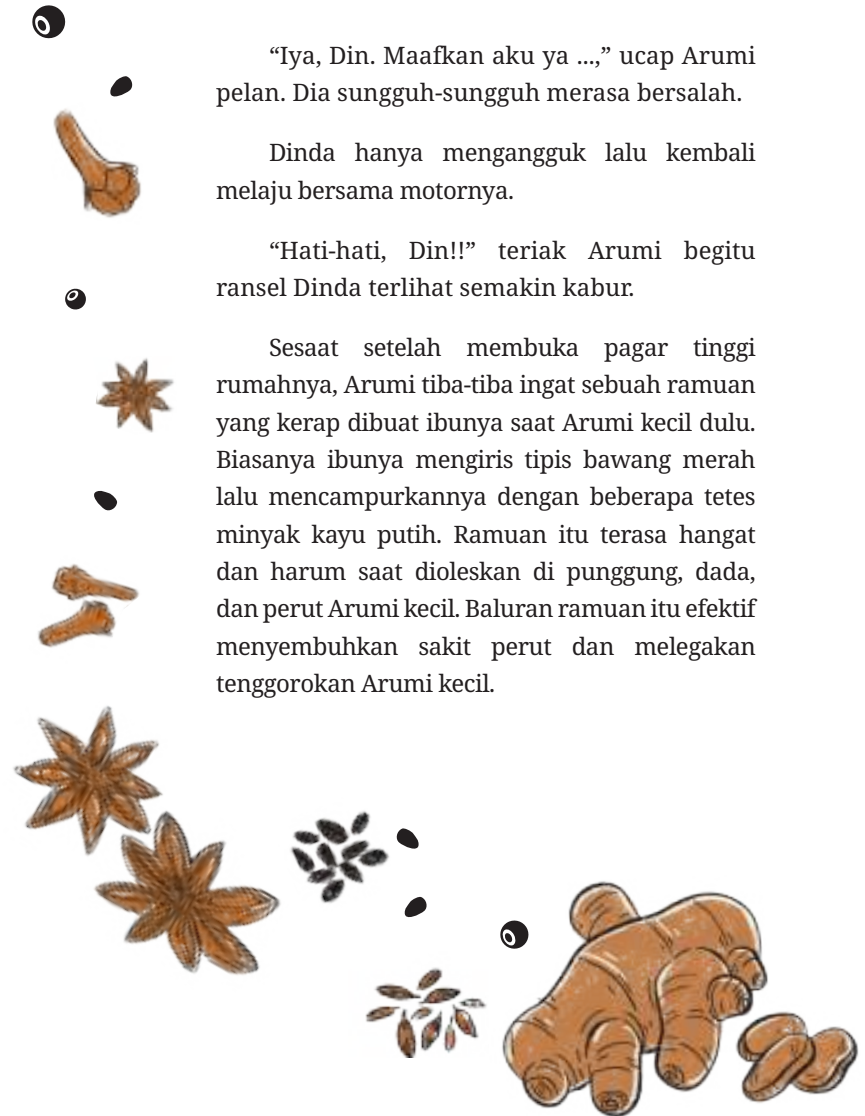 “Iya, Din. Maafkan aku ya ...,” ucap Arumi
pelan. Dia sungguh-sungguh merasa bersalah.
Dinda hanya mengangguk lalu kembali
melaju bersama motornya.
“Hati-hati, Din!!” teriak Arumi begitu
ransel Dinda terlihat semakin kabur.
Sesaat setelah membuka pagar tinggi
rumahnya, Arumi tiba-tiba ingat sebuah ramuan
yang kerap dibuat ibunya saat Arumi kecil dulu.
Biasanya ibunya mengiris tipis bawang merah
lalu mencampurkannya dengan beberapa tetes
minyak kayu putih. Ramuan itu terasa hangat
dan harum saat dioleskan di punggung, dada,
dan perut Arumi kecil. Baluran ramuan itu efektif
menyembuhkan sakit perut dan melegakan
tenggorokan Arumi kecil.